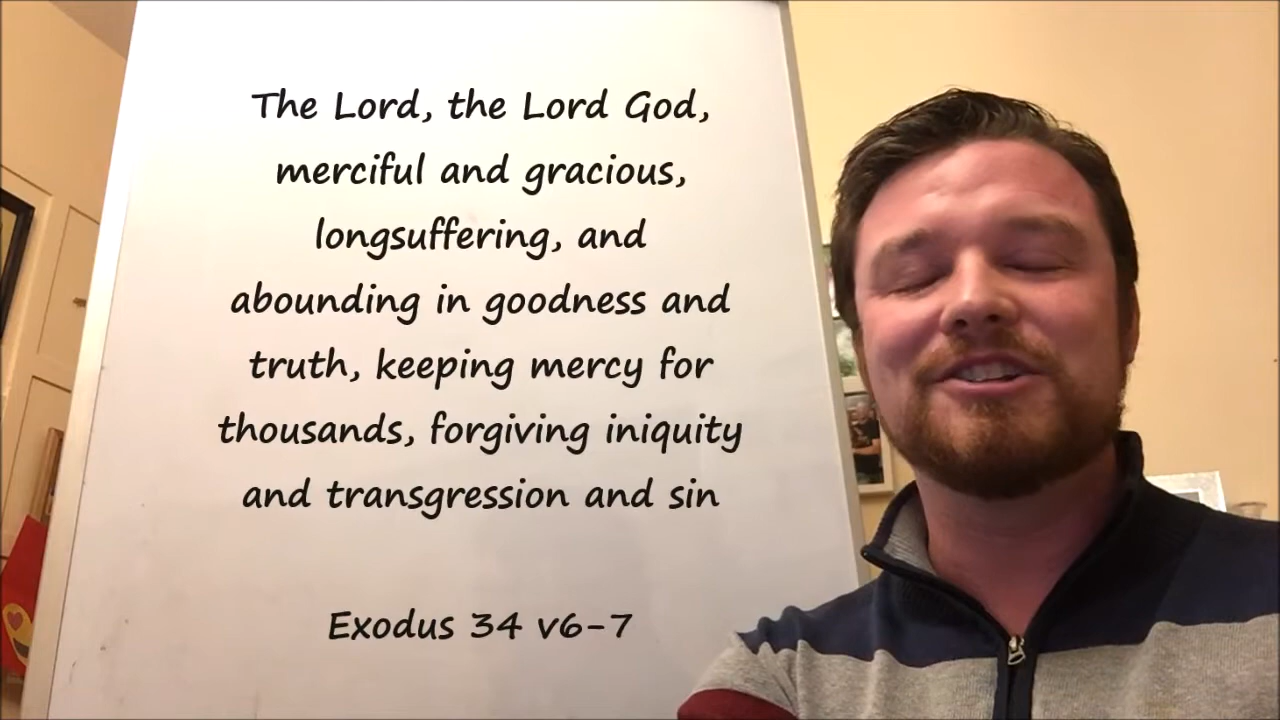 The Lord, the Lord God,
merciful and gracious,
longsuffering, and
abounding in goodness and
truth, keeping mercy for
thousands, forgiving iniquity
and transgression and sin
Exodus 34 v6-7